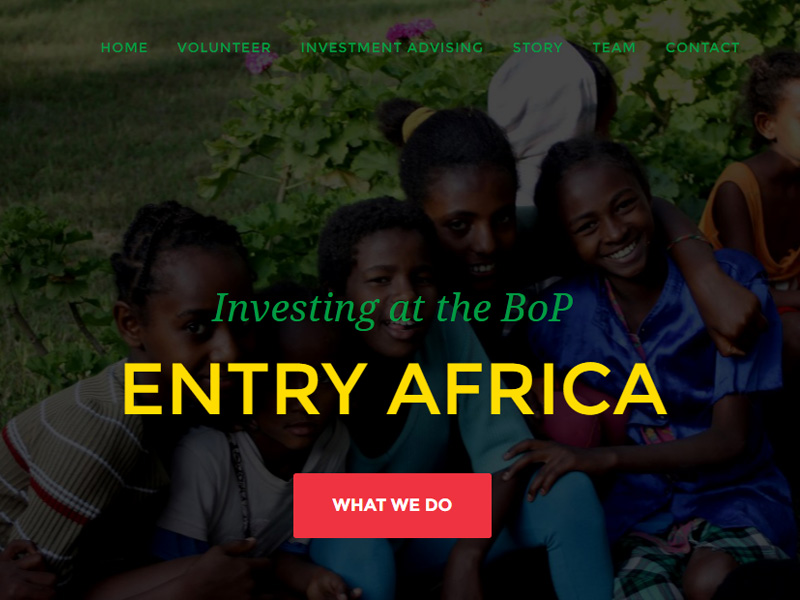 HOME VOLUNTEER INVESTMENT ADVISING STORY TEAM CONTACT
Investing at the BoP
ENTRY AFRICA
WHAT WE DO